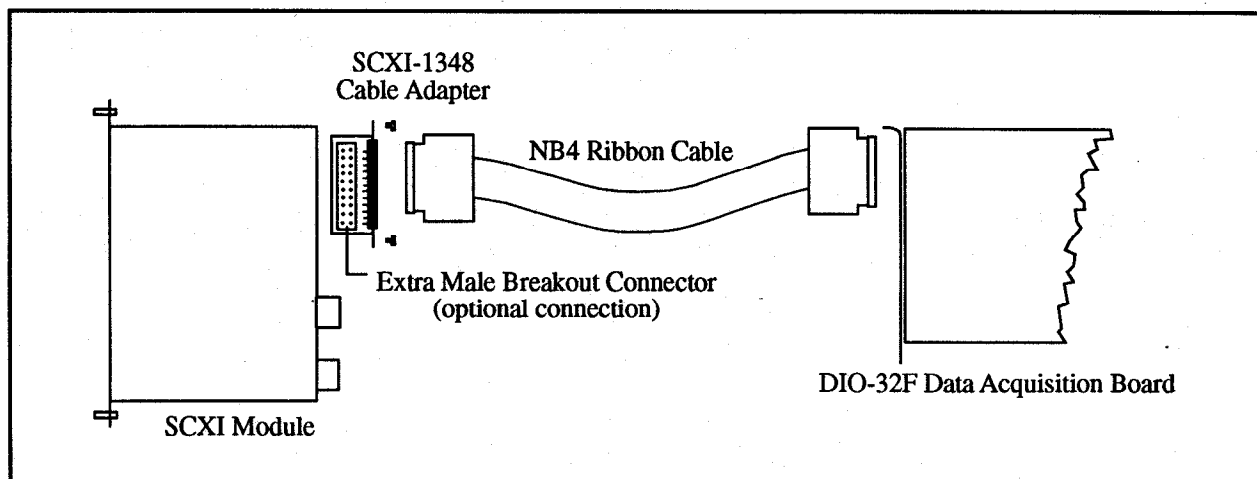 SCXI-1348
Cable Adapter
NB4 Ribbon Cable
Extra Male Breakout Connector
(optional connection)
DIO-32F Data Acquisition Board
SCXI Module